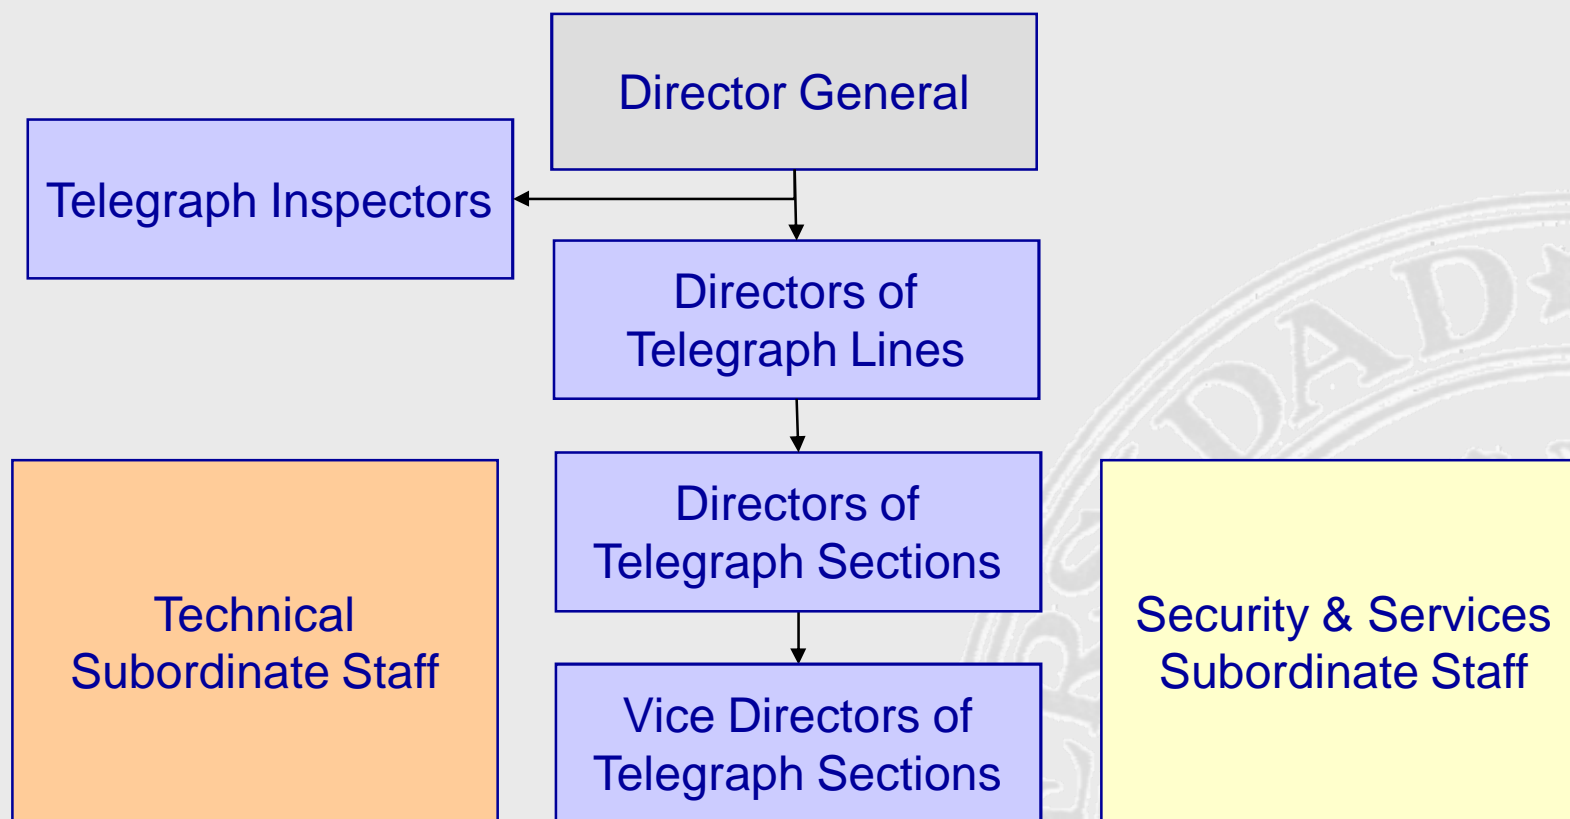 Director General
Telegraph Inspectors
Directors of
Telegraph Lines
Directors of
Telegraph Sections
Technical
Subordinate Staff
Security & Services
Subordinate Staff
Vice Directors of
Telegraph Sections
DAD